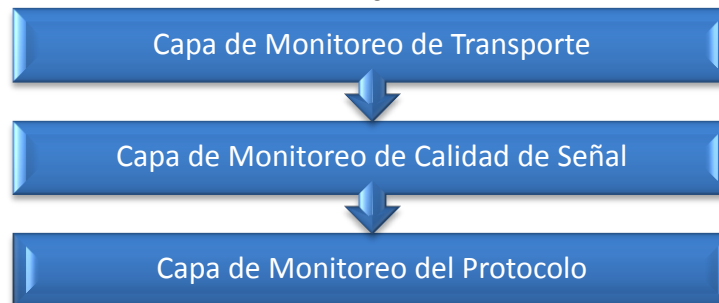 Capa de Monitoreo de Transporte
Capa de Monitoreo de Calidad de Señal
Capa de Monitoreo del Protocolo